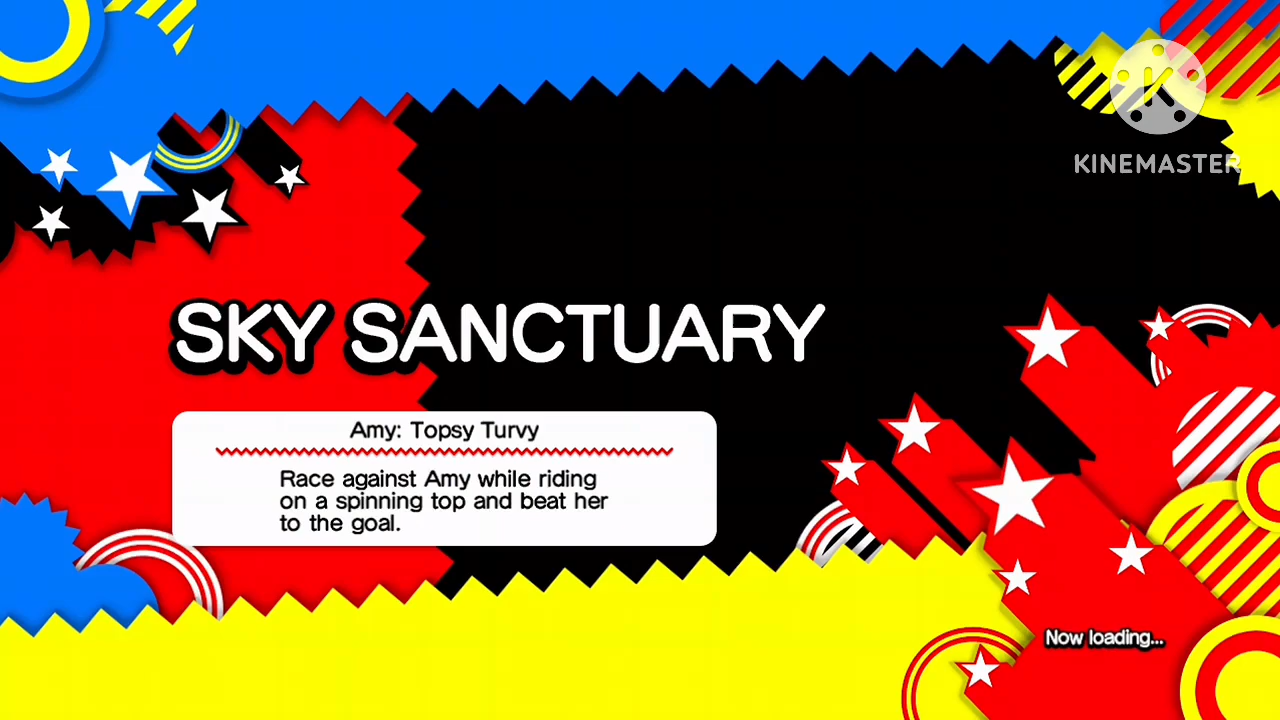 KINEMASTER
SKY SANCTUARY
Amy: Topsy Turvy
Race against Amy while riding
on a spinning top and beat her
to the goal.
Now loading...